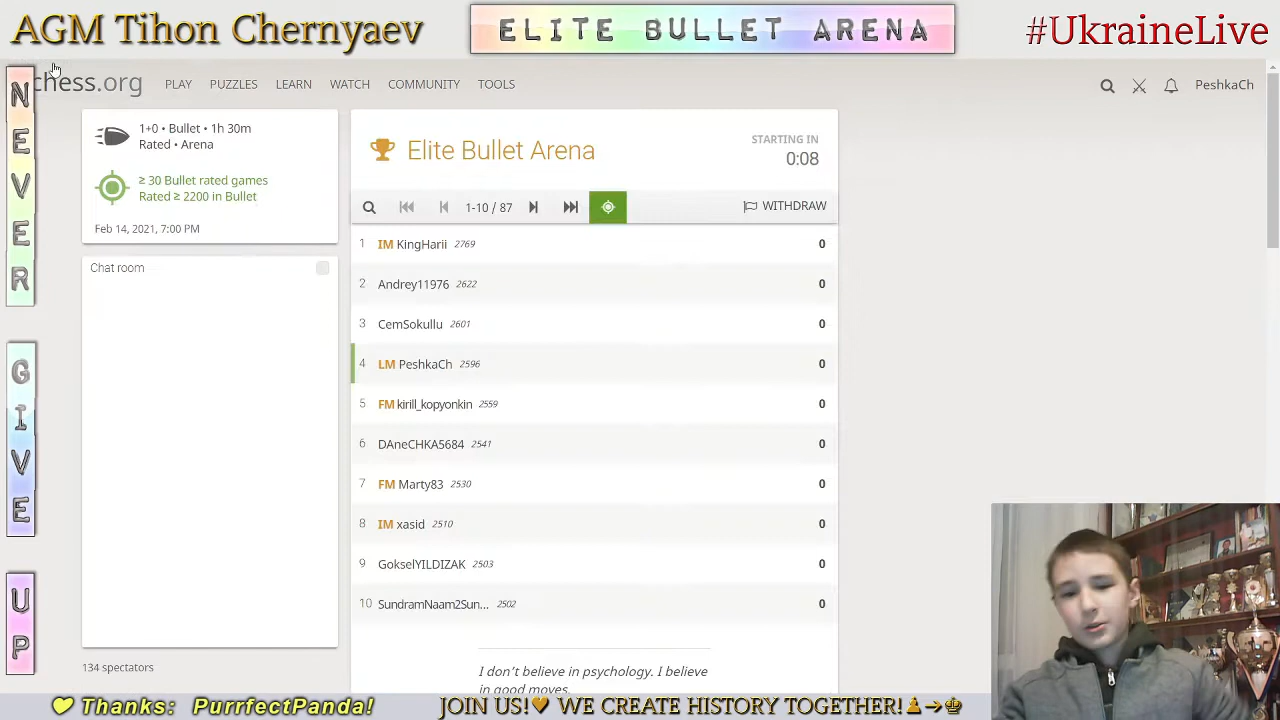 AGM Tihon Chernyaev
ELITE BULLET ARENA
#UkraineLive
NEVER
GIVE
UP
chess.org
PLAY
PUZZLES
LEARN
WATCH
COMMUNITY
TOOLS
PeshkaCh
1+0 • Bullet • 1h 30m
Rated • Arena
≥ 30 Bullet rated games
Rated ≥ 2200 in Bullet
Feb 14, 2021, 7:00 PM
Chat room
134 spectators
Elite Bullet Arena
STARTING IN
0:08
1-10 / 87
WITHDRAW
1 IM KingHarii 2769 0
2 Andrey11976 2622 0
3 CemSokullu 2601 0
4 LM PeshkaCh 2596 0
5 FM kirill_kopyonkin 2559 0
6 DAneCHKA5684 2541 0
7 FM Marty83 2530 0
8 IM xasid 2510 0
9 GokselYILDIZAK 2503 0
10 SundramNaam2Sun... 2502 0
I don't believe in psychology. I believe
in good moves.
Thanks: PurrfectPanda!
JOIN US!🧡 WE CREATE HISTORY TOGETHER!♟→♚